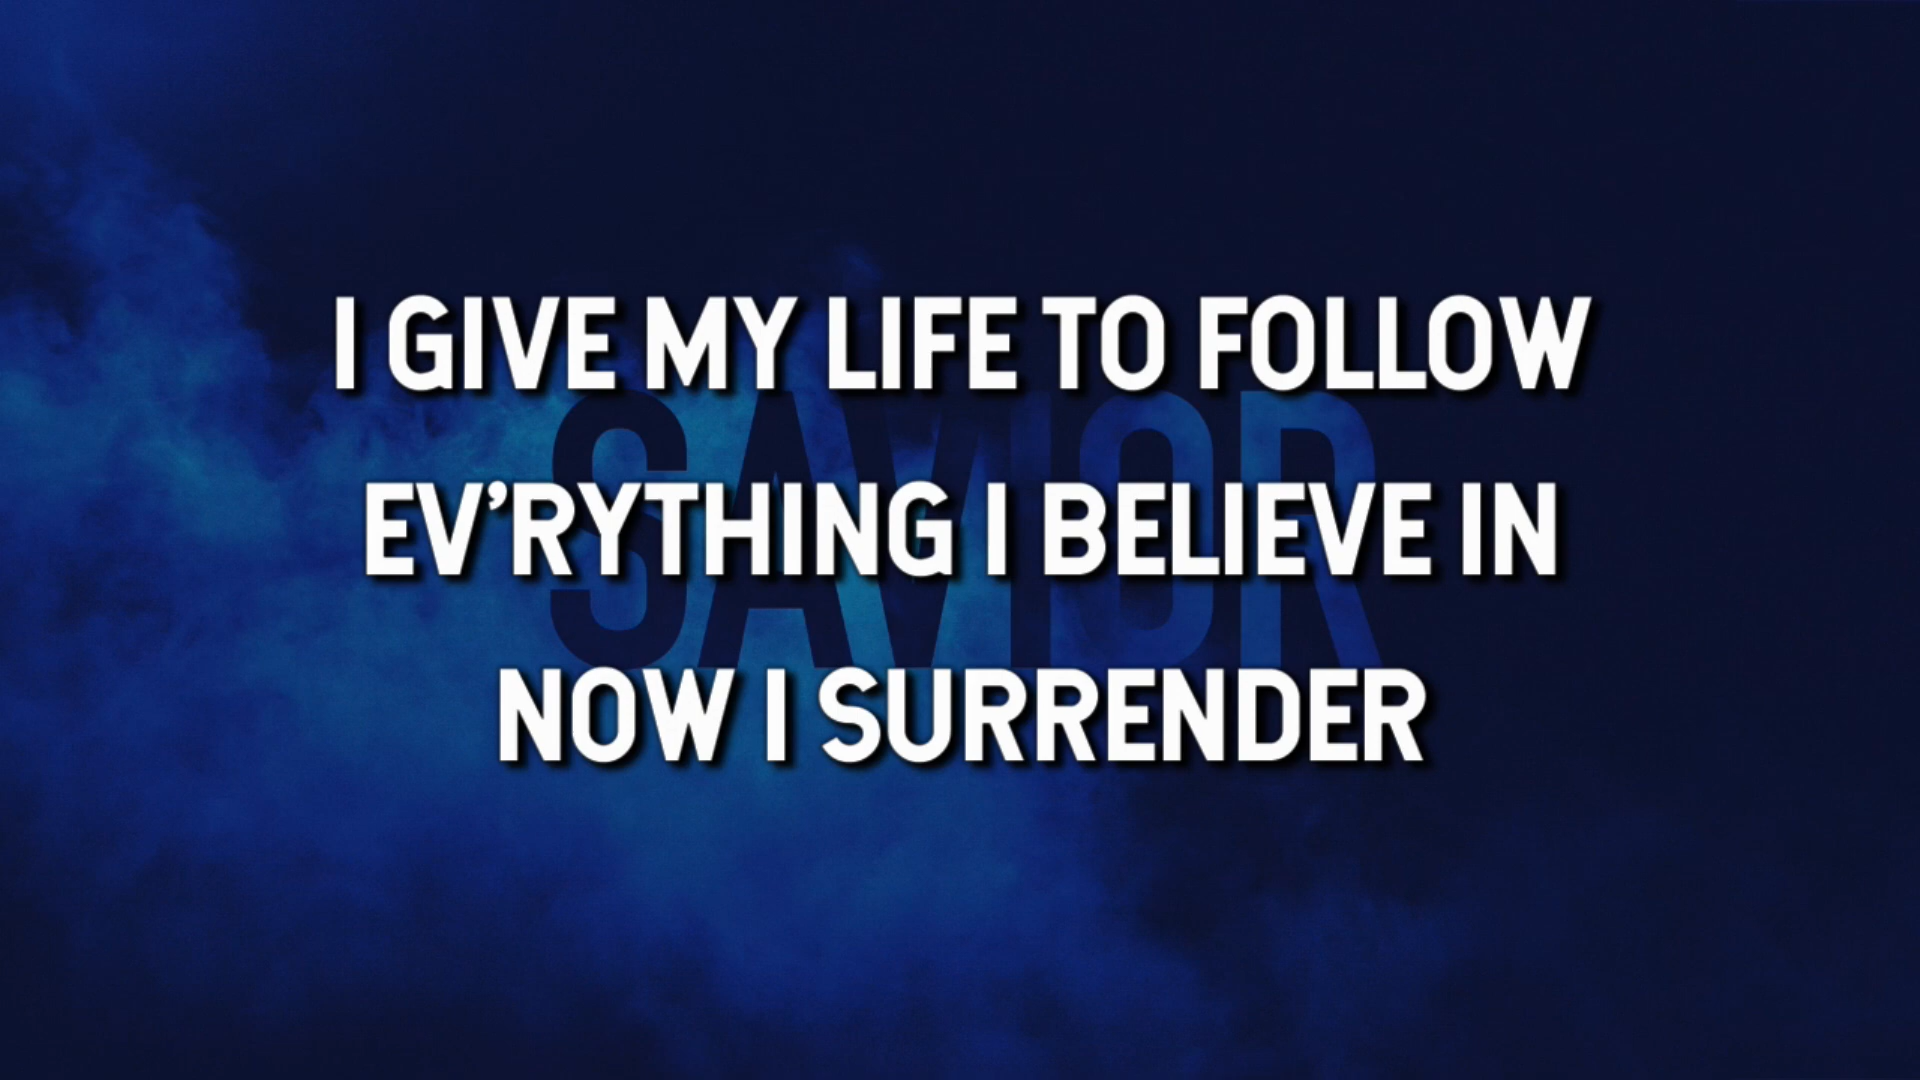 I GIVE MY LIFE TO FOLLOW
SAVIOR
EV’RYTHING I BELIEVE IN
NOW I SURRENDER